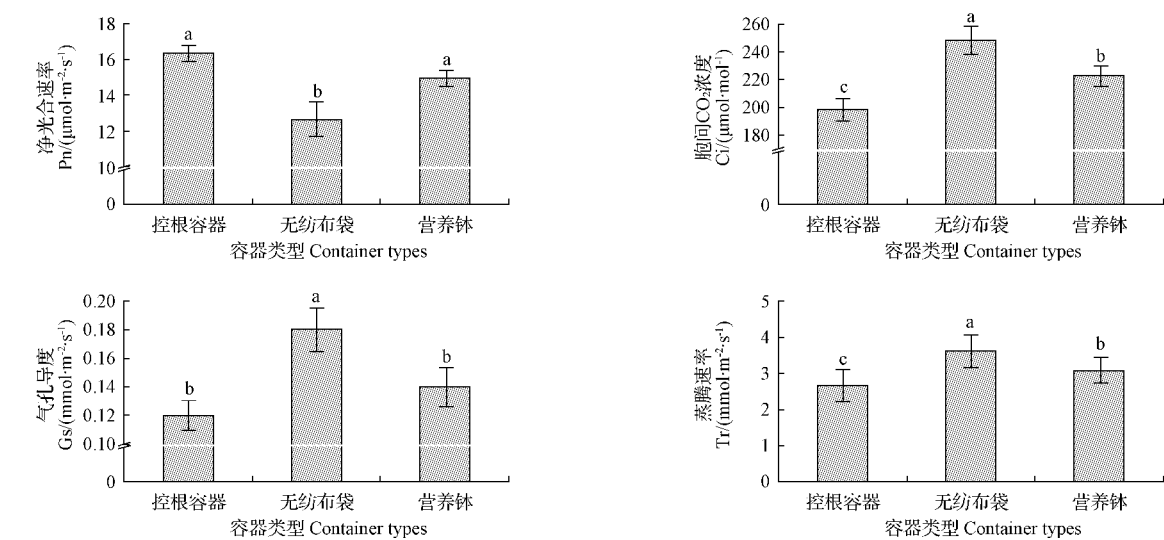 18
16
14
12
10
0
净光合速率
Pn/(μmol·m⁻²·s⁻¹)
a
b
a
控根容器 无纺布袋 营养钵
容器类型 Container types
260
240
220
200
180
0
胞间CO₂浓度
Ci/(μmol·mol⁻¹)
c
a
b
控根容器 无纺布袋 营养钵
容器类型 Container types
0.20
0.18
0.16
0.14
0.12
0.10
0
气孔导度
Gs/(mmol·m⁻²·s⁻¹)
b
a
b
控根容器 无纺布袋 营养钵
容器类型 Container types
5
4
3
2
1
0
蒸腾速率
Tr/(mmol·m⁻²·s⁻¹)
c
a
b
控根容器 无纺布袋 营养钵
容器类型 Container types